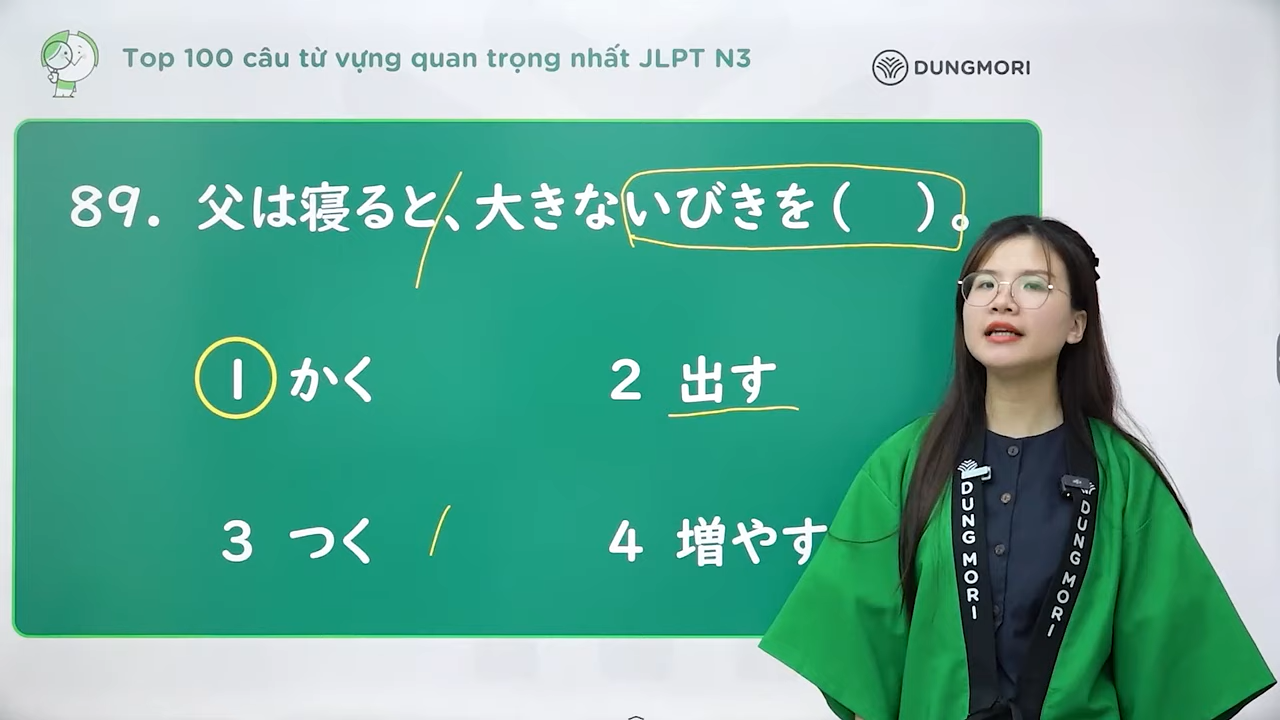 Top 100 câu từ vựng quan trọng nhất JLPT N3
DUNGMORI
89. 父は寝ると、大きないびきを（　）。
1 かく
2 出す
3 つく
4 増やす
DUNG MORI
DUNG MORI